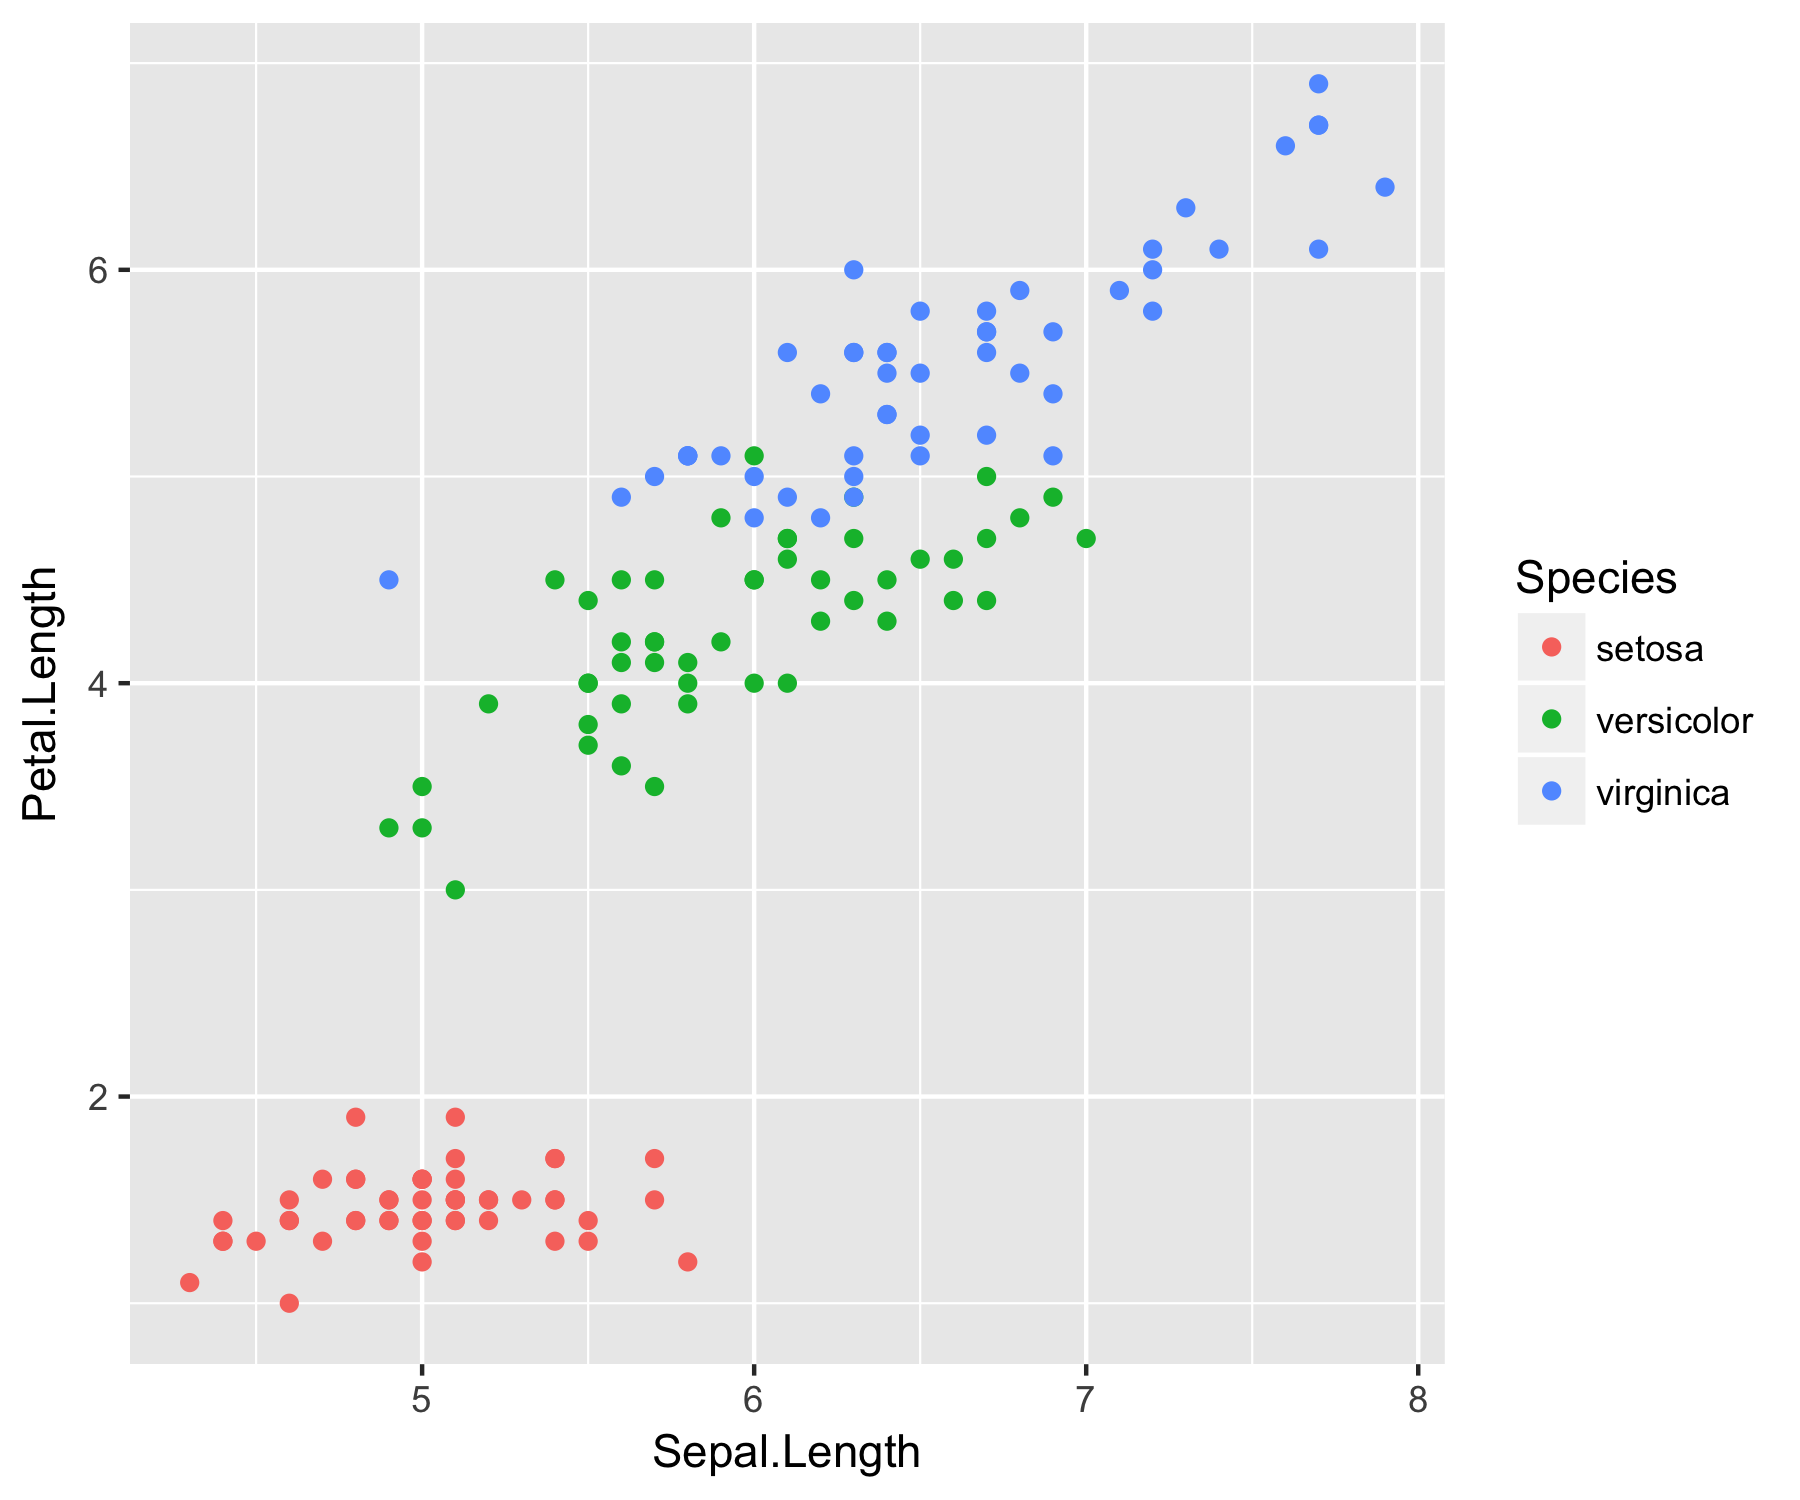 6
4
2
Petal.Length
5 6 7 8
Sepal.Length
Species
setosa
versicolor
virginica